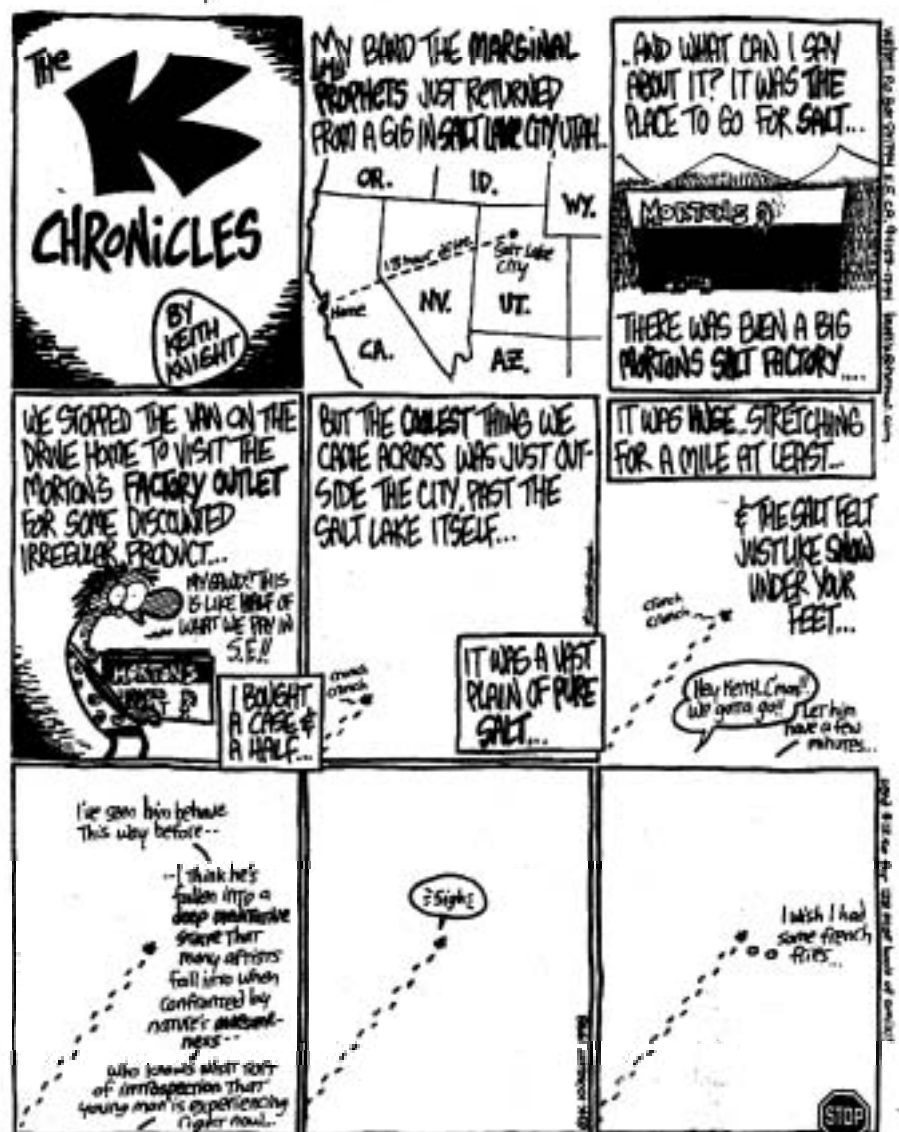 The
K
CHRONICLES
BY
KEITH
KNIGHT
MY BAND THE MARGINAL
PROPHETS JUST RETURNED
FROM A GIG IN SALT LAKE CITY, UTAH..
OR.
ID.
WY.
13 hour drive
Salt Lake
City
Home
NV.
UT.
CA.
AZ.
..AND WHAT CAN I SAY
ABOUT IT? IT WAS THE
PLACE TO GO FOR SALT...
MORTONS
THERE WAS EVEN A BIG
MORTONS SALT FACTORY....
WE STOPPED THE VAN ON THE
DRIVE HOME TO VISIT THE
MORTON'S FACTORY OUTLET
FOR SOME DISCOUNTED
IRREGULAR PRODUCT...
MY GAWD!! THIS
IS LIKE HALF OF
WHAT WE PAY IN
S.F.!!
MORTONS
I BOUGHT
A CASE &
A HALF...
BUT THE COOLEST THING WE
CAME ACROSS WAS JUST OUT-
SIDE THE CITY, PAST THE
SALT LAKE ITSELF...
crunch
crunch
IT WAS A VAST
PLAIN OF PURE
SALT...
IT WAS HUGE..STRETCHING
FOR A MILE AT LEAST...
& THE SALT FELT
JUST LIKE SNOW
UNDER YOUR
FEET...
crunch
crunch
Hey Keith..C'mon!!
We gotta go!!
Let him
have a few
minutes...
I've seen him behave
This way before--
--I think he's
fallen into a
deep meditative
state that
many artists
fall into when
confronted by
nature's awesome-
ness--
Who knows what sort
of introspection that
young man is experiencing
right now...
Sigh
I wish I had
some french
fries...
STOP